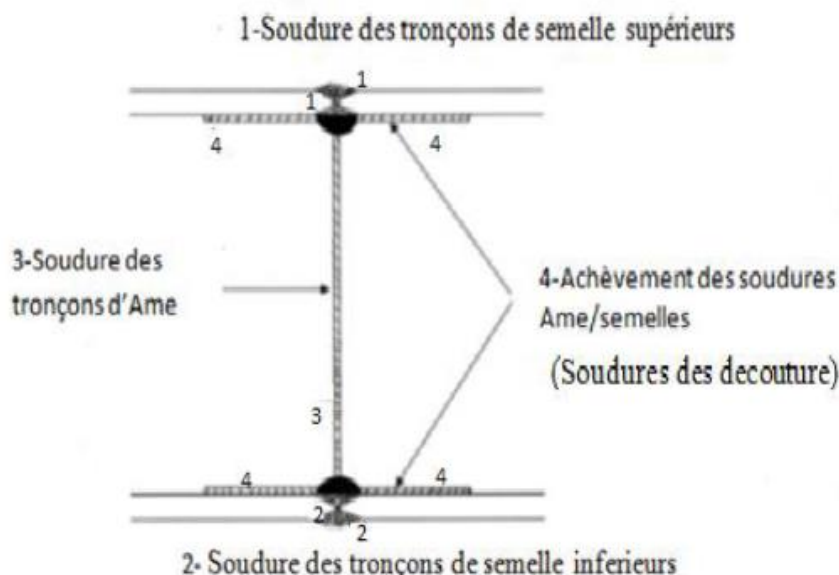 1-Soudure des tronçons de semelle supérieurs
1
1
4
4
3-Soudure des
tronçons d'Ame
4-Achèvement des soudures
Ame/semelles
(Soudures des decouture)
3
4
4
2
2
2- Soudure des tronçons de semelle inferieurs